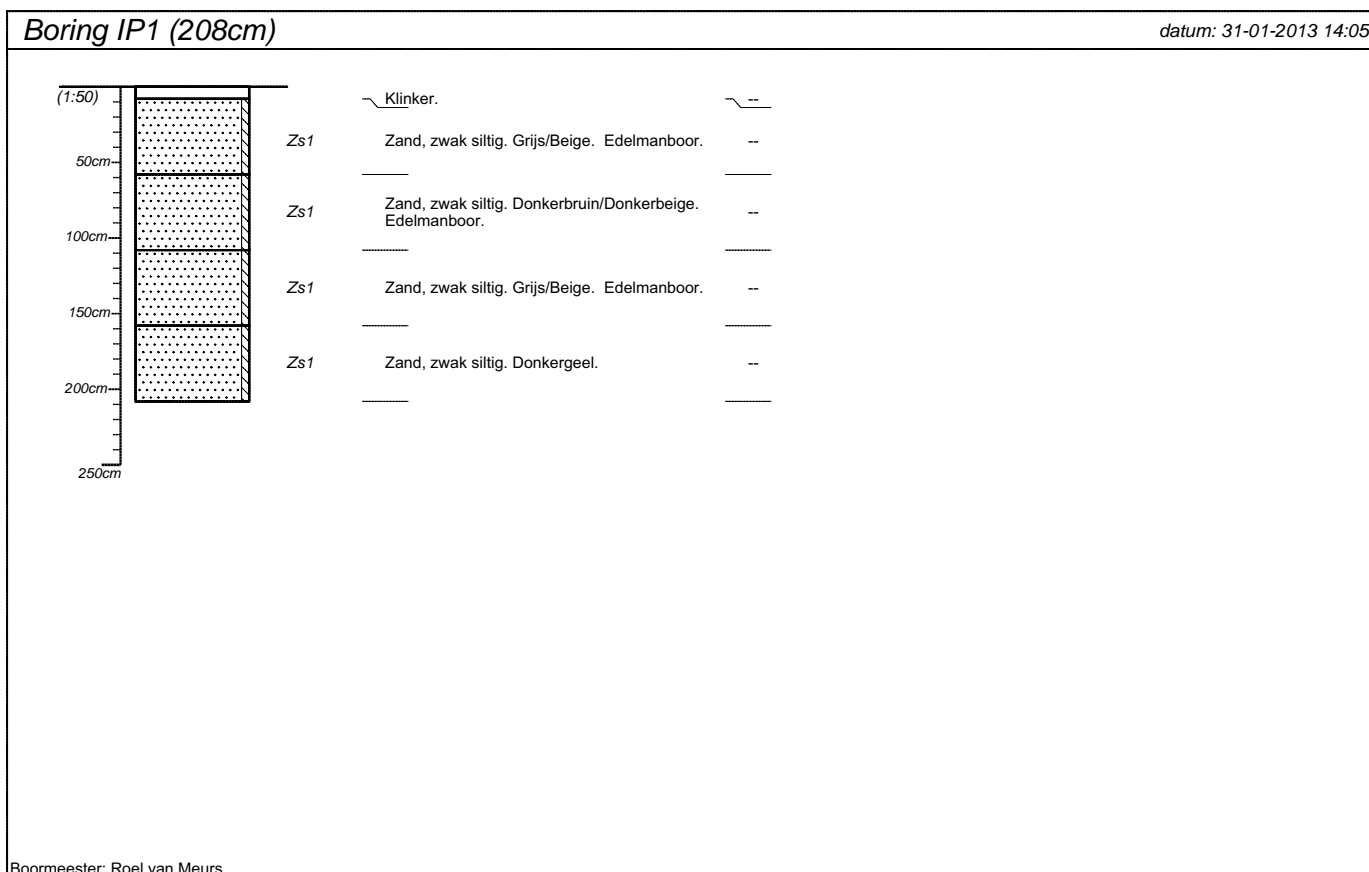 Boring IP1 (208cm)
datum: 31-01-2013 14:05
(1:50)
Klinker.
--
Zs1
Zand, zwak siltig. Grijs/Beige. Edelmanboor.
--
50cm
Zs1
Zand, zwak siltig. Donkerbruin/Donkerbeige.
Edelmanboor.
--
100cm
Zs1
Zand, zwak siltig. Grijs/Beige. Edelmanboor.
--
150cm
Zs1
Zand, zwak siltig. Donkergeel.
--
200cm
250cm
Boormeester: Roel van Meurs